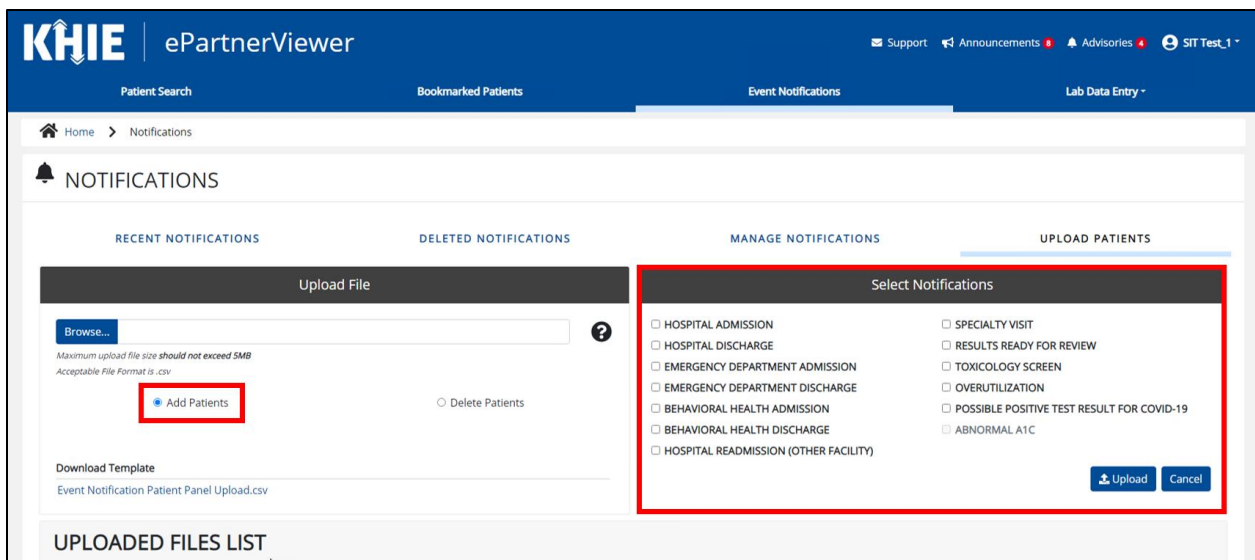 KHIE ePartnerViewer
Support Announcements 8 Advisories 4 SIT Test_1
Patient Search Bookmarked Patients Event Notifications Lab Data Entry
Home > Notifications
NOTIFICATIONS
RECENT NOTIFICATIONS DELETED NOTIFICATIONS MANAGE NOTIFICATIONS UPLOAD PATIENTS
Upload File
Browse...
?
Maximum upload file size should not exceed 5MB
Acceptable File Format is .csv
Add Patients Delete Patients
Download Template
Event Notification Patient Panel Upload.csv
Select Notifications
HOSPITAL ADMISSION
HOSPITAL DISCHARGE
EMERGENCY DEPARTMENT ADMISSION
EMERGENCY DEPARTMENT DISCHARGE
BEHAVIORAL HEALTH ADMISSION
BEHAVIORAL HEALTH DISCHARGE
HOSPITAL READMISSION (OTHER FACILITY)
SPECIALTY VISIT
RESULTS READY FOR REVIEW
TOXICOLOGY SCREEN
OVERUTILIZATION
POSSIBLE POSITIVE TEST RESULT FOR COVID-19
ABNORMAL A1C
Upload Cancel
UPLOADED FILES LIST